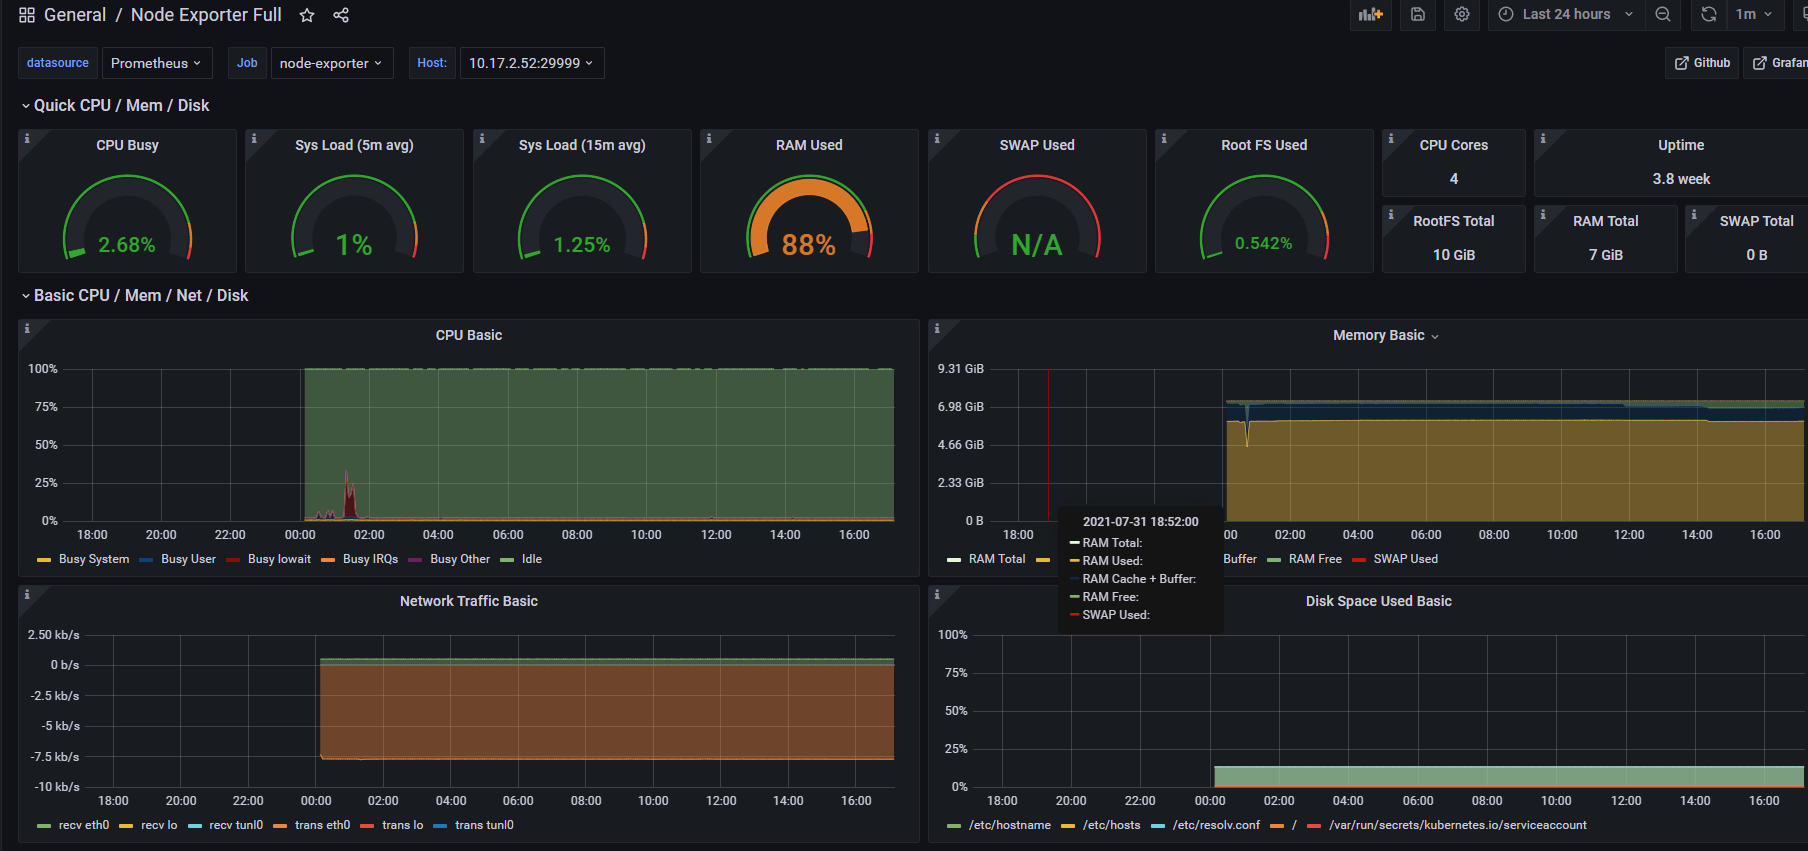 General / Node Exporter Full
Last 24 hours
1m
datasource Prometheus Job node-exporter Host: 10.17.2.52:29999 Github
Quick CPU / Mem / Disk
CPU Busy
2.68%
Sys Load (5m avg)
1%
Sys Load (15m avg)
1.25%
RAM Used
88%
SWAP Used
N/A
Root FS Used
0.542%
CPU Cores
4
Uptime
3.8 week
RootFS Total
10 GiB
RAM Total
7 GiB
SWAP Total
0 B
Basic CPU / Mem / Net / Disk
CPU Basic
100%
75%
50%
25%
0%
18:00 20:00 22:00 00:00 02:00 04:00 06:00 08:00 10:00 12:00 14:00 16:00
Busy System Busy User Busy Iowait Busy IRQs Busy Other Idle
Memory Basic
9.31 GiB
6.98 GiB
4.66 GiB
2.33 GiB
0 B
18:00 00 02:00 04:00 06:00 08:00 10:00 12:00 14:00 16:00
RAM Total Buffer RAM Free SWAP Used
2021-07-31 18:52:00
RAM Total:
RAM Used:
RAM Cache + Buffer:
RAM Free:
SWAP Used:
Network Traffic Basic
2.50 kb/s
0 b/s
-2.5 kb/s
-5 kb/s
-7.5 kb/s
-10 kb/s
18:00 20:00 22:00 00:00 02:00 04:00 06:00 08:00 10:00 12:00 14:00 16:00
recv eth0 recv lo recv tunl0 trans eth0 trans lo trans tunl0
Disk Space Used Basic
100%
75%
50%
25%
0%
18:00 20:00 22:00 00:00 02:00 04:00 06:00 08:00 10:00 12:00 14:00 16:00
/etc/hostname /etc/hosts /etc/resolv.conf / /var/run/secrets/kubernetes.io/serviceaccount